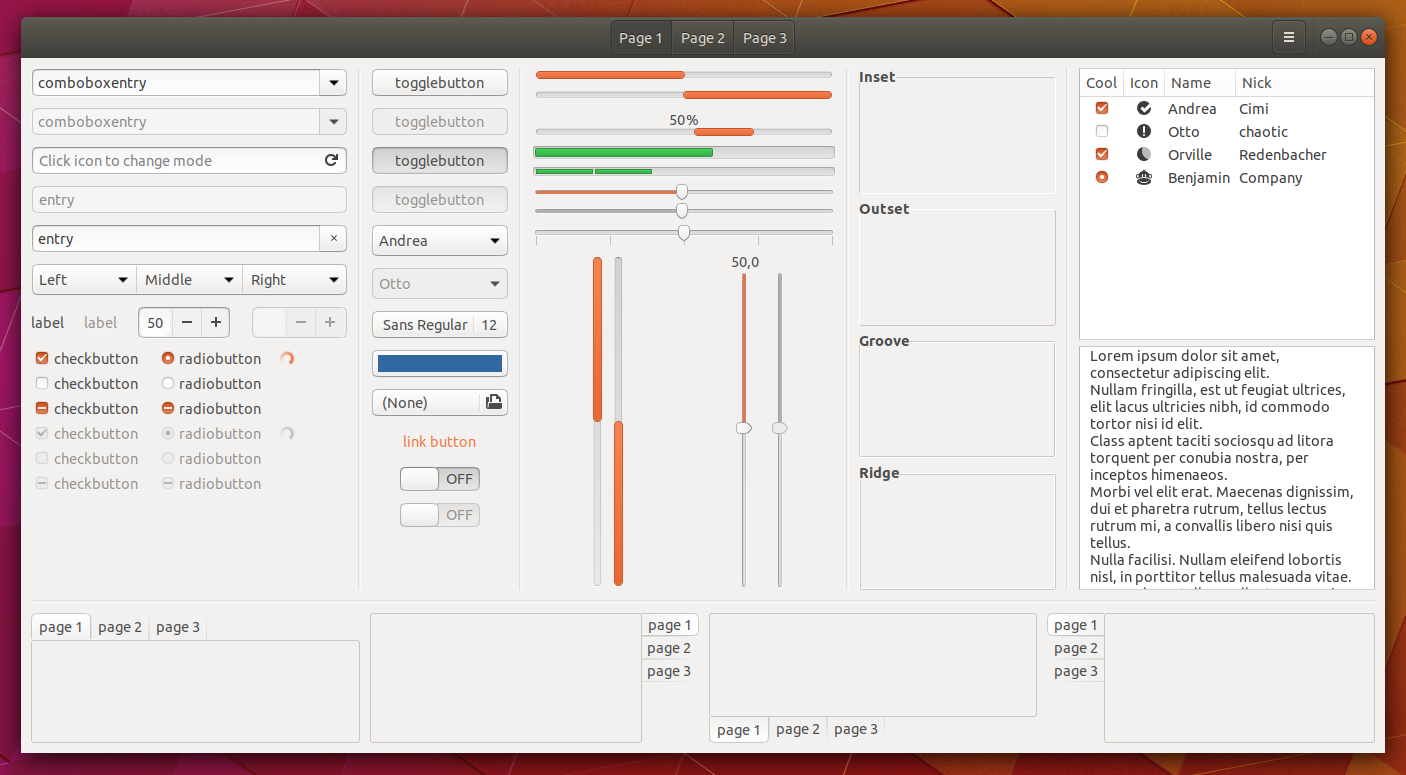 Page 1 Page 2 Page 3
comboboxentry
comboboxentry
Click icon to change mode
entry
entry
Left Middle Right
label label 50
checkbutton radiobutton
checkbutton radiobutton
checkbutton radiobutton
checkbutton radiobutton
checkbutton radiobutton
checkbutton radiobutton
togglebutton
togglebutton
togglebutton
togglebutton
Andrea
Otto
Sans Regular 12
(None)
link button
OFF
OFF
50%
50,0
Inset
Outset
Groove
Ridge
Cool Icon Name Nick
Andrea Cimi
Otto chaotic
Orville Redenbacher
Benjamin Company
Lorem ipsum dolor sit amet,
consectetur adipiscing elit.
Nullam fringilla, est ut feugiat ultrices,
elit lacus ultricies nibh, id commodo
tortor nisi id elit.
Class aptent taciti sociosqu ad litora
torquent per conubia nostra, per
inceptos himenaeos.
Morbi vel elit erat. Maecenas dignissim,
dui et pharetra rutrum, tellus lectus
rutrum mi, a convallis libero nisi quis
tellus.
Nulla facilisi. Nullam eleifend lobortis
nisl, in porttitor tellus malesuada vitae.
page 1 page 2 page 3
page 1
page 2
page 3
page 1 page 2 page 3
page 1
page 2
page 3